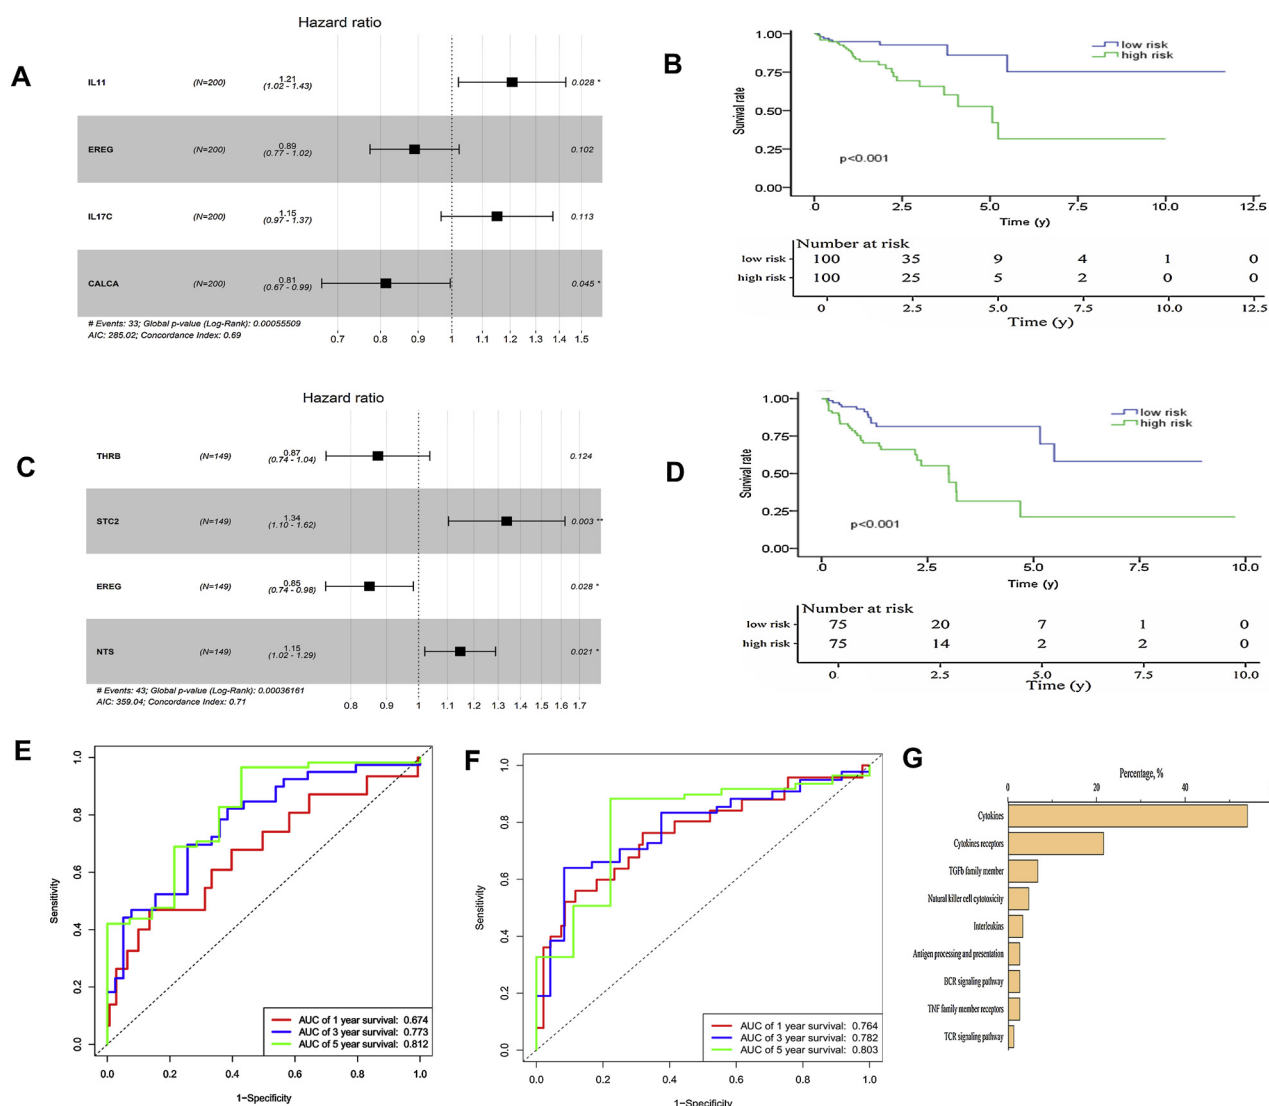 A
Hazard ratio
IL11 (N=200) 1.21 (1.02 - 1.43) 0.028 *
EREG (N=200) 0.89 (0.77 - 1.02) 0.102
IL17C (N=200) 1.15 (0.97 - 1.37) 0.113
CALCA (N=200) 0.81 (0.67 - 0.99) 0.045 *
# Events: 33; Global p-value (Log-Rank): 0.00055509
AIC: 285.02; Concordance Index: 0.69
0.7 0.8 0.9 1 1.1 1.2 1.3 1.4 1.5
B
Survival rate
1.00
0.75
0.50
0.25
0.00
low risk
high risk
p<0.001
.0 2.5 5.0 7.5 10.0 12.5
Time (y)
Number at risk
low risk 100 35 9 4 1 0
high risk 100 25 5 2 0 0
0.0 2.5 5.0 7.5 10.0 12.5
Time (y)
C
Hazard ratio
THRB (N=149) 0.87 (0.74 - 1.04) 0.124
STC2 (N=149) 1.34 (1.10 - 1.62) 0.003 **
EREG (N=149) 0.85 (0.74 - 0.98) 0.028 *
NTS (N=149) 1.15 (1.02 - 1.29) 0.021 *
# Events: 43; Global p-value (Log-Rank): 0.00036161
AIC: 359.04; Concordance Index: 0.71
0.8 0.9 1 1.1 1.2 1.3 1.4 1.5 1.6 1.7
D
Survival rate
1.00
0.75
0.50
0.25
0.00
low risk
high risk
p<0.001
.0 2.5 5.0 7.5 10.0
Time (y)
Number at risk
low risk 75 20 7 1 0
high risk 75 14 2 2 0
0. 2.5 5.0 7.5 10.0
Time (y)
E
Sensitivity
1.0
0.8
0.6
0.4
0.2
0.0
AUC of 1 year survival: 0.674
AUC of 3 year survival: 0.773
AUC of 5 year survival: 0.812
0.0 0.2 0.4 0.6 0.8 1.0
1-Specificity
F
Sensitivity
1.0
0.8
0.6
0.4
0.2
0.0
AUC of 1 year survival: 0.764
AUC of 3 year survival: 0.782
AUC of 5 year survival: 0.803
0.0 0.2 0.4 0.6 0.8 1.0
1-Specificity
G
Percentage, %
0 20 40
Cytokines
Cytokines receptors
TGFb family member
Natural killer cell cytotoxicity
Interleukins
Antigen processing and presentation
BCR signaling pathway
TNF family member receptors
TCR signaling pathway